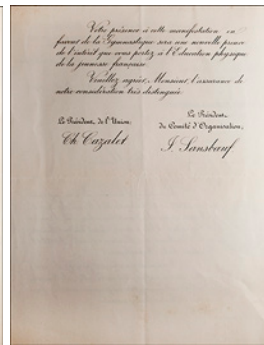 Votre présence à cette manifestation en
faveur de la Gymnastique sera une nouvelle preuve
de l'intérêt que vous portez à l'Education physique
de la jeunesse française
Veuillez agréer, Monsieur, l'assurance de
notre considération très distinguée.
Le Président de l'Union,
Ch Cazalet
Le Président
du Comité d'Organisation,
J. Sansbœuf